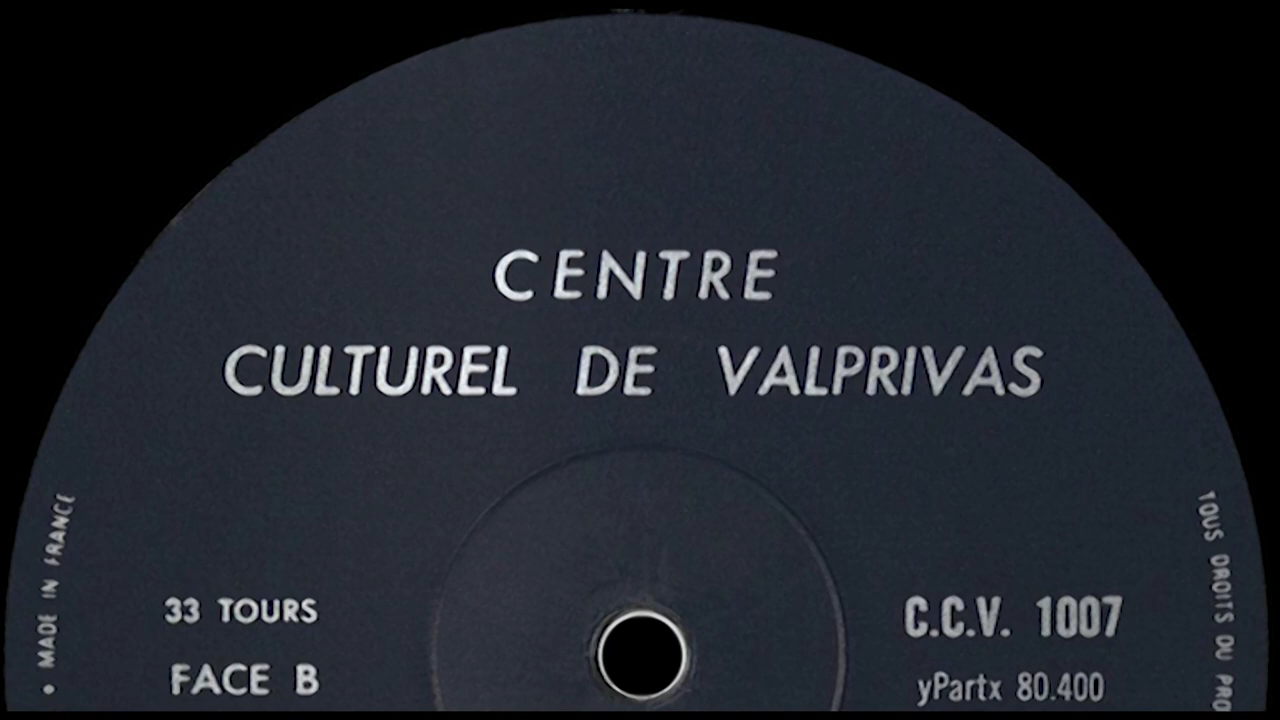 CENTRE
CULTUREL DE VALPRIVAS
• MADE IN FRANCE
TOUS DROITS DU PRO
33 TOURS
C.C.V. 1007
FACE B
yPartx 80.400